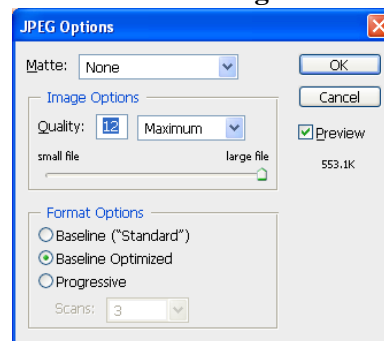 JPEG Options
Matte: None
OK
Image Options
Cancel
Quality: 12 Maximum
Preview
small file large file
553.1K
Format Options
Baseline ("Standard")
Baseline Optimized
Progressive
Scans: 3